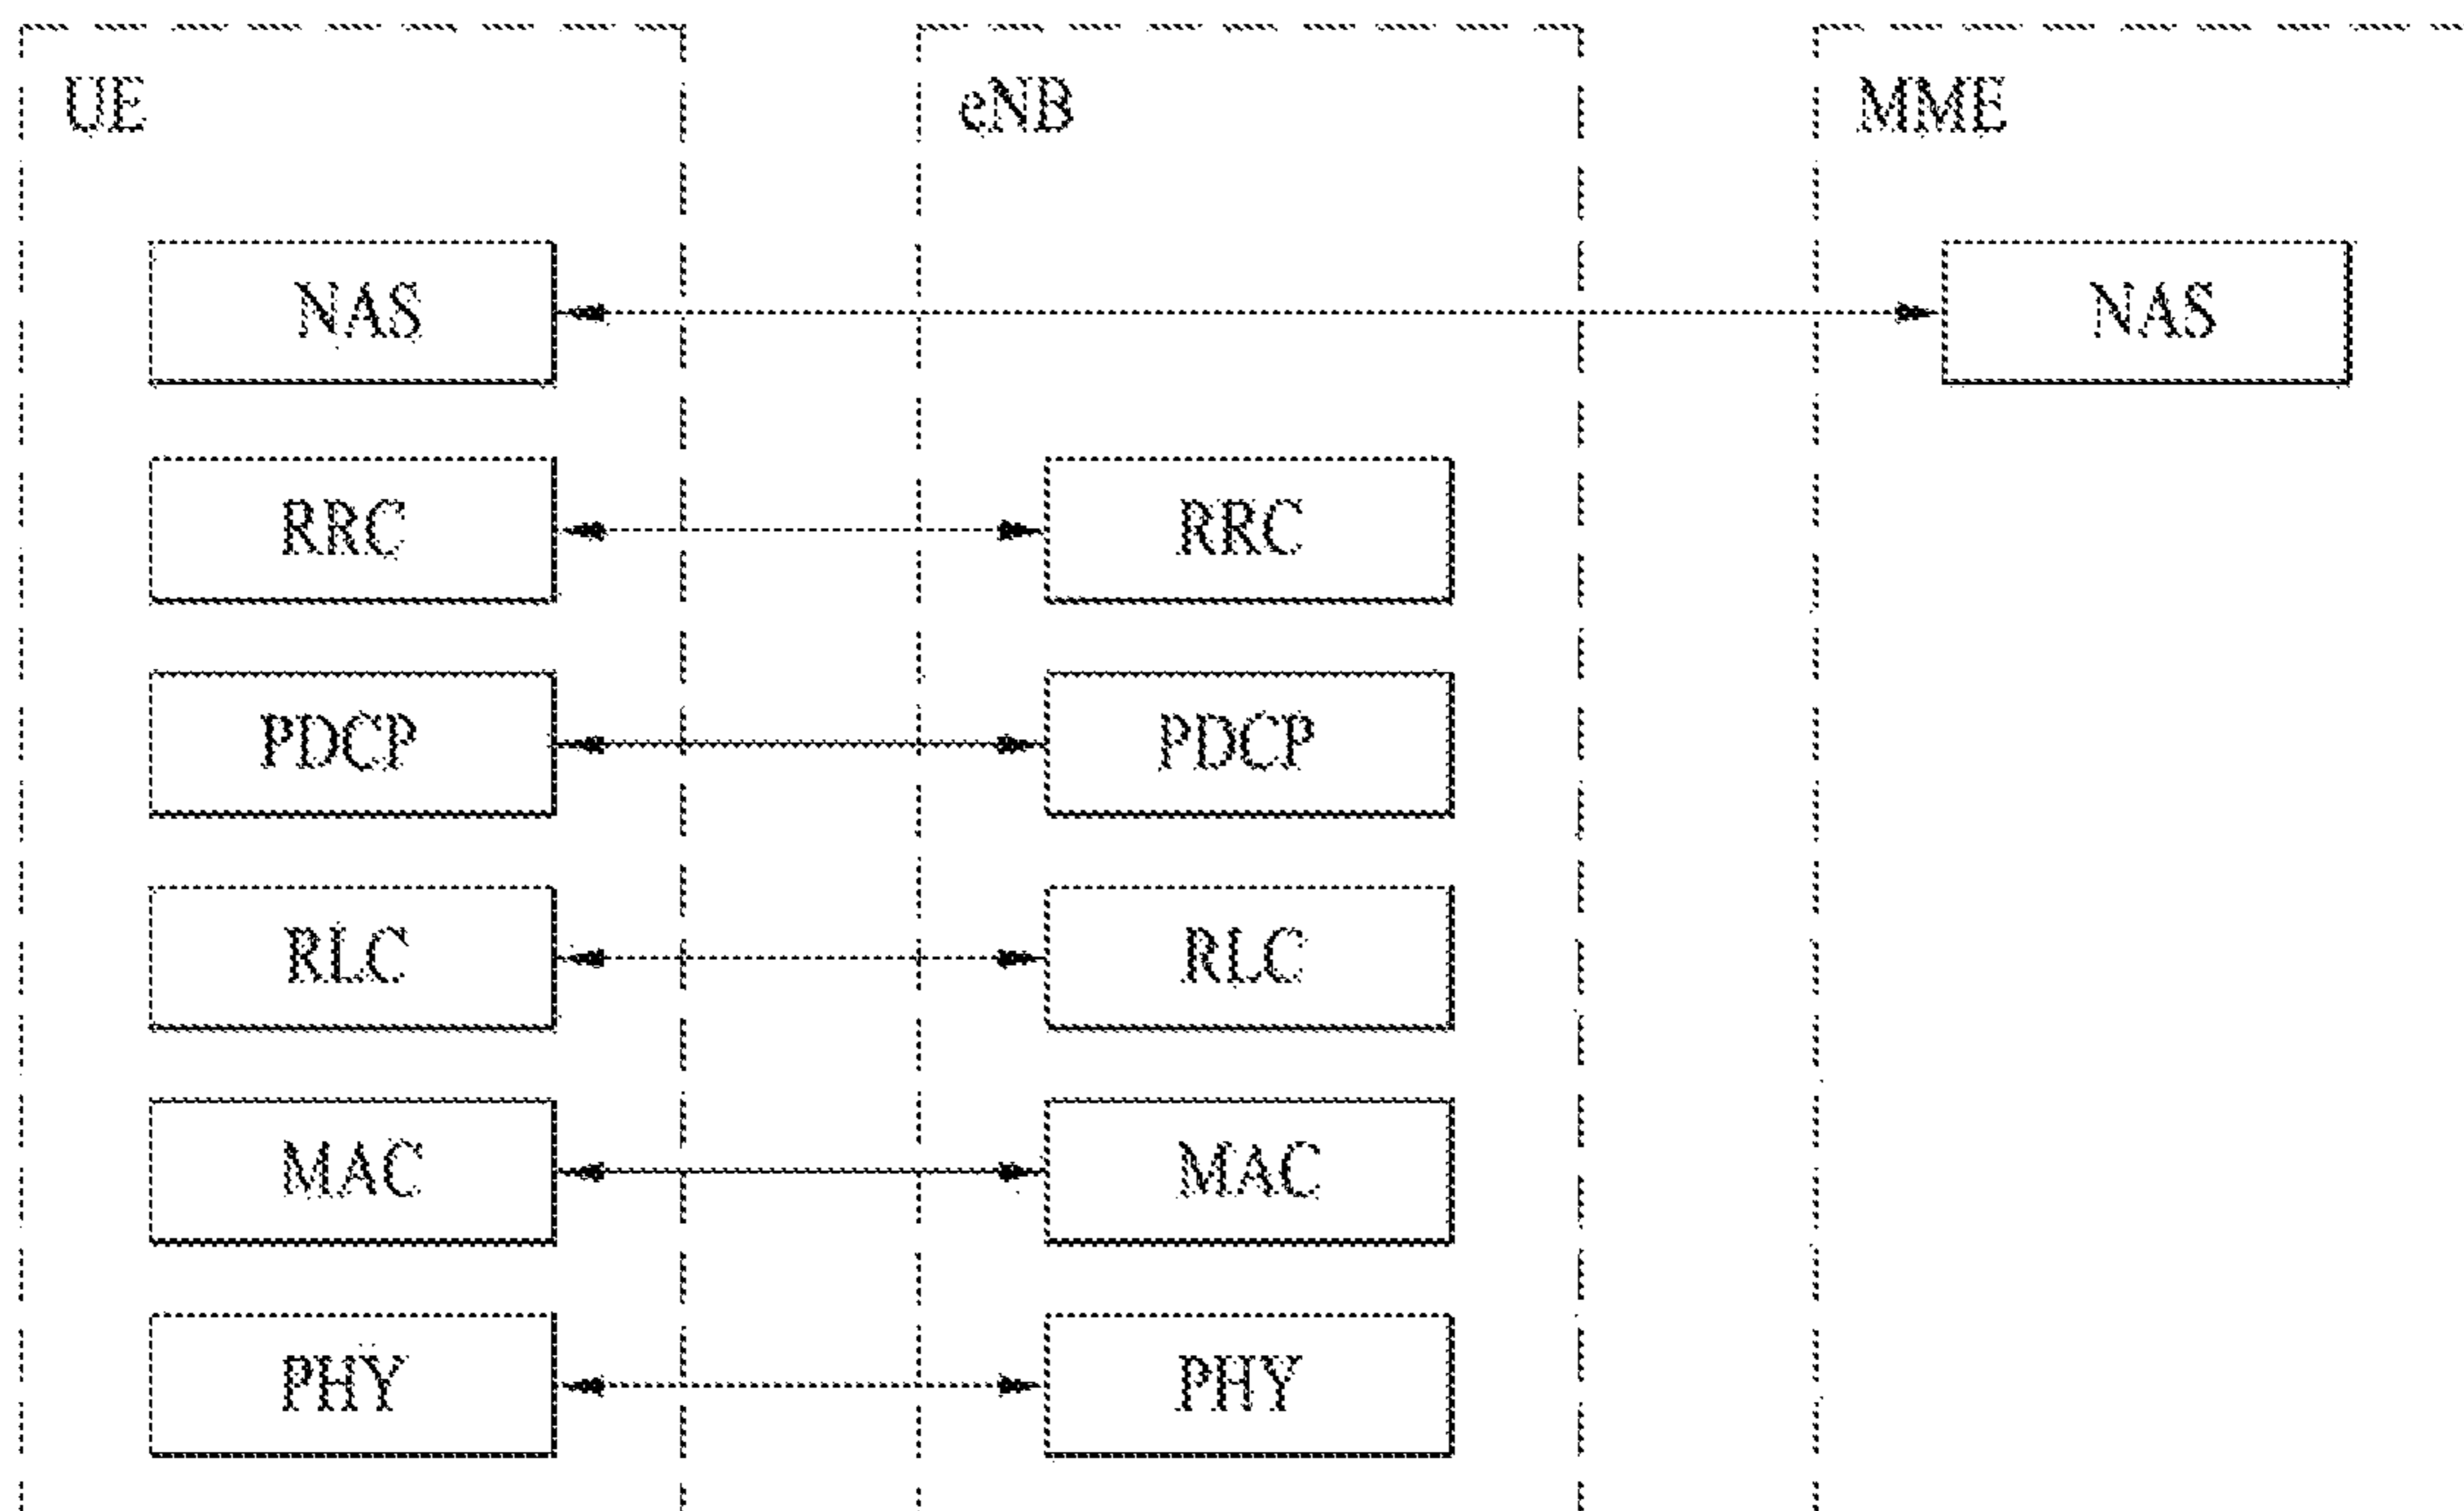 UE eNB MME
NAS NAS
RRC RRC
PDCP PDCP
RLC RLC
MAC MAC
PHY PHY